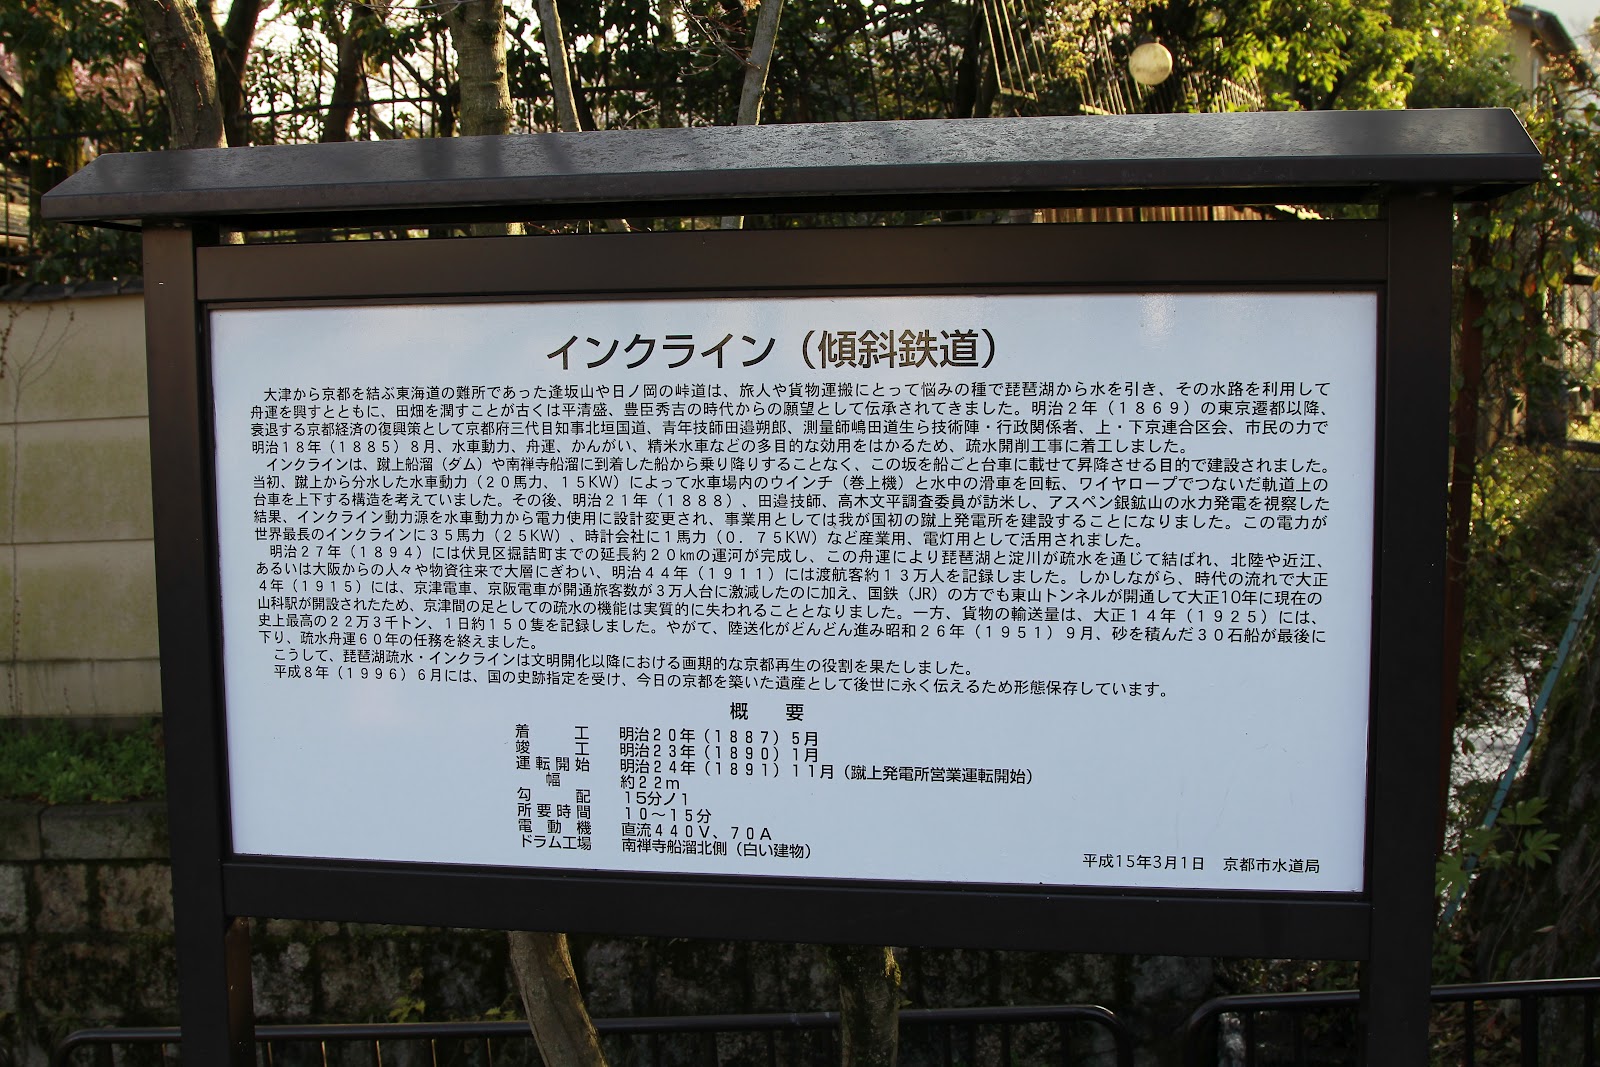 インクライン（傾斜鉄道）
大津から京都を結ぶ東海道の難所であった逢坂山や日ノ岡の峠道は、旅人や貨物運搬にとって悩みの種で琵琶湖から水を引き、その水路を利用して
舟運を興すとともに、田畑を潤すことが古くは平清盛、豊臣秀吉の時代からの願望として伝承されてきました。明治２年（１８６９）の東京遷都以降、
衰退する京都経済の復興策として京都府三代目知事北垣国道、青年技師田邉朔郎、測量師嶋田道生ら技術陣・行政関係者、上・下京連合区会、市民の力で
明治１８年（１８８５）８月、水車動力、舟運、かんがい、精米水車などの多目的な効用をはかるため、疏水開削工事に着工しました。
インクラインは、蹴上船溜（ダム）や南禅寺船溜に到着した船から乗り降りすることなく、この坂を船ごと台車に載せて昇降させる目的で建設されました。
当初、蹴上から分水した水車動力（２０馬力、１５KW）によって水車場内のウインチ（巻上機）と水中の滑車を回転、ワイヤロープでつないだ軌道上の
台車を上下する構造を考えていました。その後、明治２１年（１８８８）、田邉技師、高木文平調査委員が訪米し、アスペン銀鉱山の水力発電を視察した
結果、インクライン動力源を水車動力から電力使用に設計変更され、事業用としては我が国初の蹴上発電所を建設することになりました。この電力が
世界最長のインクラインに３５馬力（２５KW）、時計会社に１馬力（０．７５KW）など産業用、電灯用として活用されました。
明治２７年（１８９４）には伏見区堀詰町までの延長約２０㎞の運河が完成し、この舟運により琵琶湖と淀川が疏水を通じて結ばれ、北陸や近江、
あるいは大阪からの人々や物資往来で大層にぎわい、明治４４年（１９１１）には渡航客約１３万人を記録しました。しかしながら、時代の流れで大正
４年（１９１５）には、京津電車、京阪電車が開通旅客数が３万人台に激減したのに加え、国鉄（JR）の方でも東山トンネルが開通して大正10年に現在の
山科駅が開設されたため、京津間の足としての疏水の機能は実質的に失われることとなりました。一方、貨物の輸送量は、大正１４年（１９２５）には、
史上最高の２２万３千トン、１日約１５０隻を記録しました。やがて、陸送化がどんどん進み昭和２６年（１９５１）９月、砂を積んだ３０石船が最後に
下り、疏水舟運６０年の任務を終えました。
こうして、琵琶湖疏水・インクラインは文明開化以降における画期的な京都再生の役割を果たしました。
平成８年（１９９６）６月には、国の史跡指定を受け、今日の京都を築いた遺産として後世に永く伝えるため形態保存しています。
概　要
着　　工　明治２０年（１８８７）５月
竣　　工　明治２３年（１８９０）１月
運転開始　明治２４年（１８９１）１１月（蹴上発電所営業運転開始）
幅　約２２ｍ
勾　　配　１５分ノ１
所要時間　１０～１５分
電動機　直流４４０Ｖ、７０Ａ
ドラム工場　南禅寺船溜北側（白い建物）
平成15年3月1日　京都市水道局